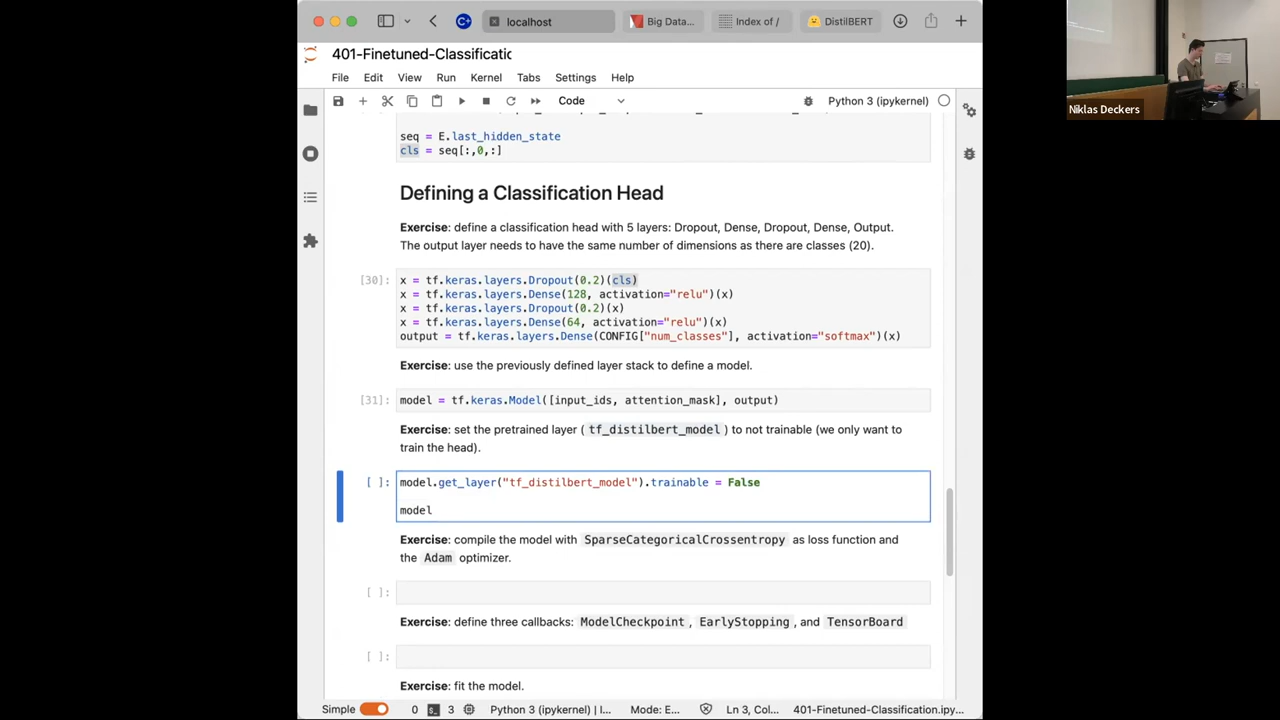 localhost
Big Data...
Index of /
DistilBERT
401-Finetuned-Classificatic
File Edit View Run Kernel Tabs Settings Help
Code
Python 3 (ipykernel)
seq = E.last_hidden_state
cls = seq[:,0,:]
Defining a Classification Head
Exercise: define a classification head with 5 layers: Dropout, Dense, Dropout, Dense, Output.
The output layer needs to have the same number of dimensions as there are classes (20).
[30]:
x = tf.keras.layers.Dropout(0.2)(cls)
x = tf.keras.layers.Dense(128, activation="relu")(x)
x = tf.keras.layers.Dropout(0.2)(x)
x = tf.keras.layers.Dense(64, activation="relu")(x)
output = tf.keras.layers.Dense(CONFIG["num_classes"], activation="softmax")(x)
Exercise: use the previously defined layer stack to define a model.
[31]: model = tf.keras.Model([input_ids, attention_mask], output)
Exercise: set the pretrained layer ( tf_distilbert_model ) to not trainable (we only want to
train the head).
[ ]: model.get_layer("tf_distilbert_model").trainable = False
model
Exercise: compile the model with SparseCategoricalCrossentropy as loss function and
the Adam optimizer.
[ ]:
Exercise: define three callbacks: ModelCheckpoint, EarlyStopping, and TensorBoard
[ ]:
Exercise: fit the model.
Simple 0 3 Python 3 (ipykernel) | I... Mode: E... Ln 3, Col... 401-Finetuned-Classification.ipy...
Niklas Deckers